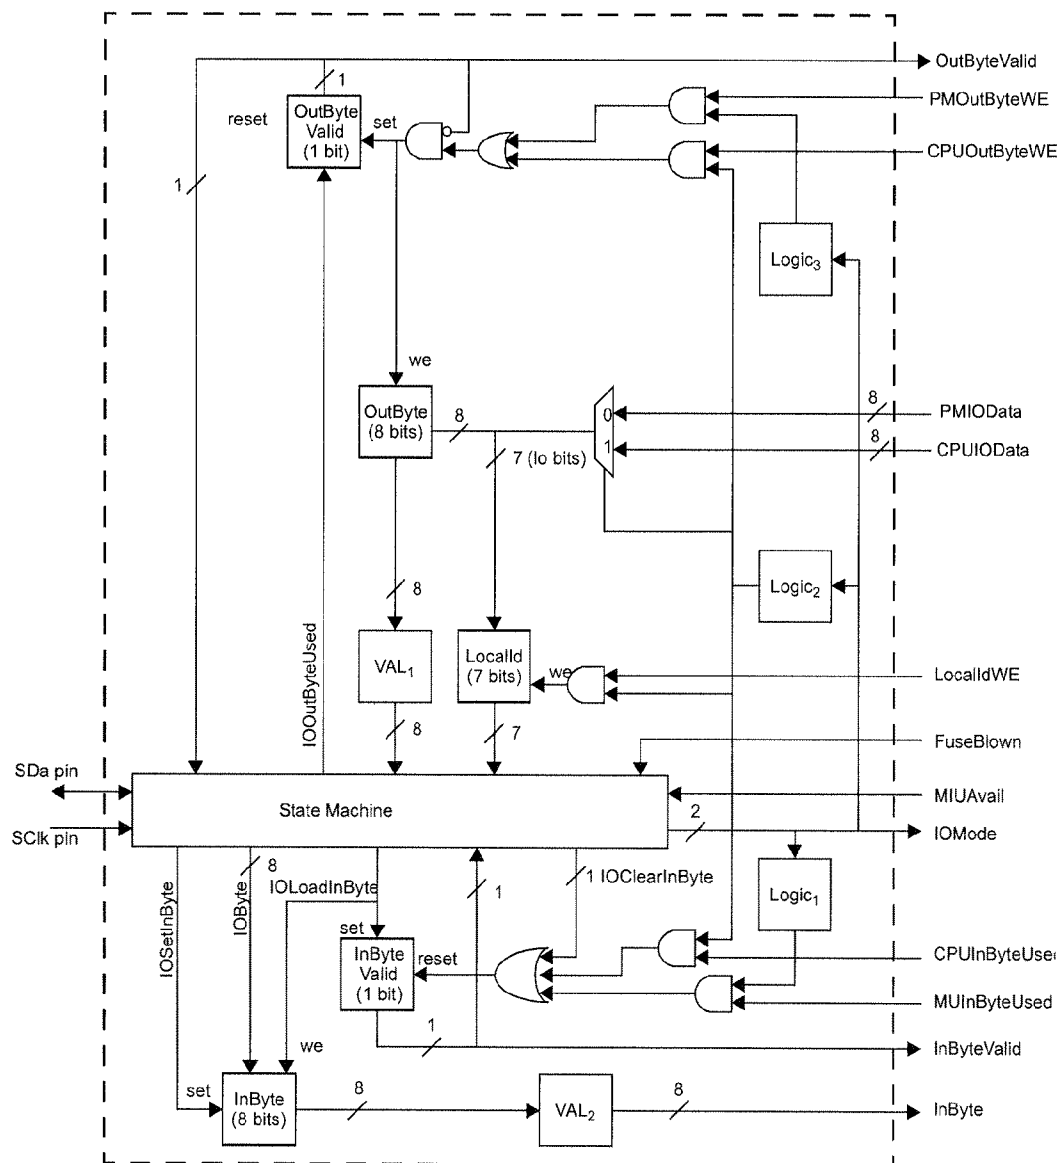 OutByteValid
1
PMOutByteWE
OutByte
Valid
(1 bit)
reset
set
CPUOutByteWE
1
Logic3
we
OutByte
(8 bits)
8
0
8
PMIOData
1
8
CPUIOData
7 (lo bits)
Logic2
8
IOOutByteUsed
VAL1
LocalId
(7 bits)
we
LocalIdWE
8
7
FuseBlown
SDa pin
MIUAvail
State Machine
2
IOMode
SClk pin
IOSetInByte
IOByte
8
IOLoadInByte
1
1 IOClearInByte
Logic1
set
InByte
Valid
(1 bit)
reset
CPUInByteUse
MUInByteUsed
1
InByteValid
we
set
InByte
(8 bits)
8
VAL2
8
InByte